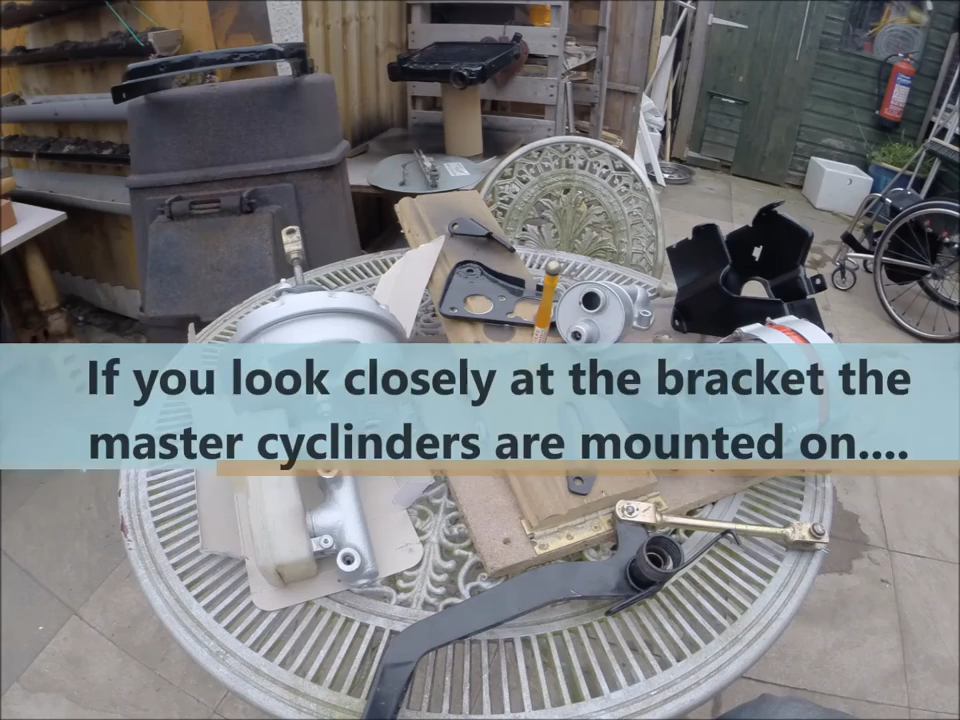 If you look closely at the bracket the
master cyclinders are mounted on....